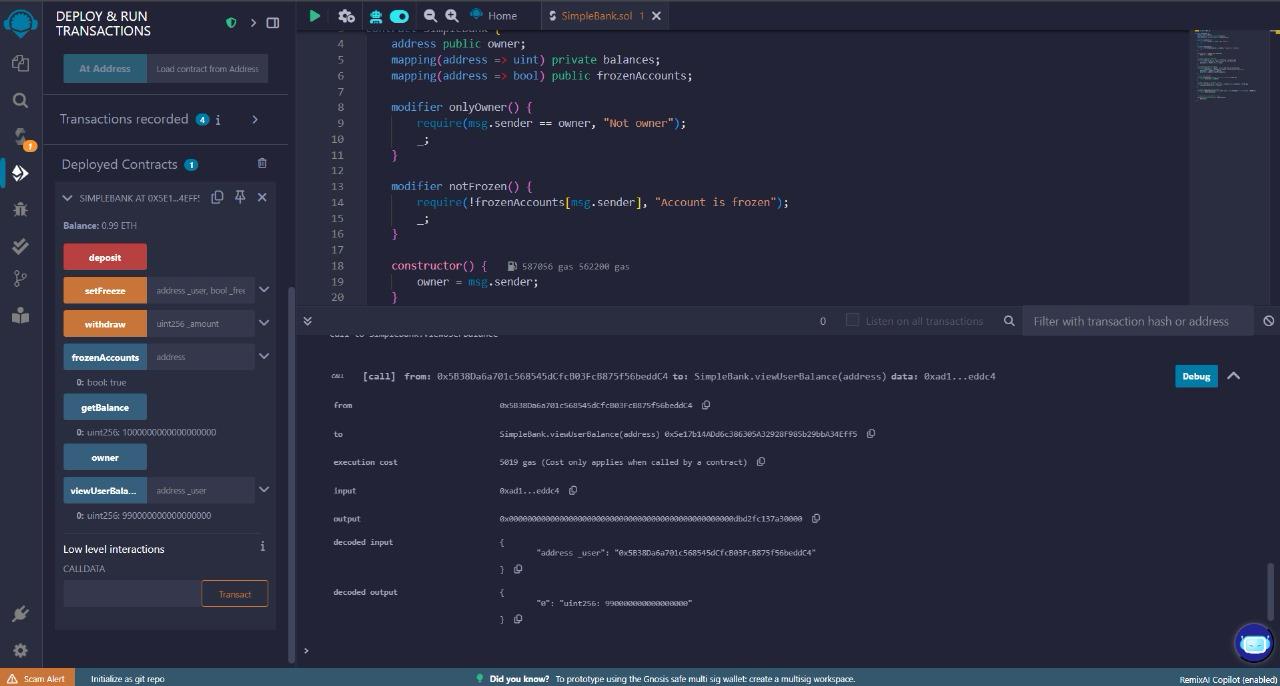 DEPLOY & RUN
TRANSACTIONS
At Address Load contract from Address
Transactions recorded 4 i
Deployed Contracts 1
SIMPLEBANK AT 0X5E1...4EFF5
Balance: 0.99 ETH
deposit
setFreeze address _user, bool _free
withdraw uint256 _amount
frozenAccounts address
0: bool: true
getBalance
0: uint256: 1000000000000000000
owner
viewUserBala... address _user
0: uint256: 990000000000000000
Low level interactions i
CALLDATA
Transact
Home SimpleBank.sol 1
4 address public owner;
5 mapping(address => uint) private balances;
6 mapping(address => bool) public frozenAccounts;
7
8 modifier onlyOwner() {
9 require(msg.sender == owner, "Not owner");
10 _;
11 }
12
13 modifier notFrozen() {
14 require(!frozenAccounts[msg.sender], "Account is frozen");
15 _;
16 }
17
18 constructor() { 587056 gas 562200 gas
19 owner = msg.sender;
20 }
0 Listen on all transactions Filter with transaction hash or address
call to SimpleBank.viewUserBalance
CALL [call] from: 0x5B38Da6a701c568545dCfcB03FcB875f56beddC4 to: SimpleBank.viewUserBalance(address) data: 0xad1...eddc4 Debug
from 0x5B38Da6a701c568545dCfcB03FcB875f56beddC4
to SimpleBank.viewUserBalance(address) 0x5e17b14ADd6c386305A32928F985b29bbA34Eff5
execution cost 5019 gas (Cost only applies when called by a contract)
input 0xad1...eddc4
output 0x0000000000000000000000000000000000000000000000000dbd2fc137a30000
decoded input {
"address _user": "0x5B38Da6a701c568545dCfcB03FcB875f56beddC4"
}
decoded output {
"0": "uint256: 990000000000000000"
}
>
Scam Alert Initialize as git repo Did you know? To prototype using the Gnosis safe multi sig wallet: create a multisig workspace. RemixAI Copilot (enabled)